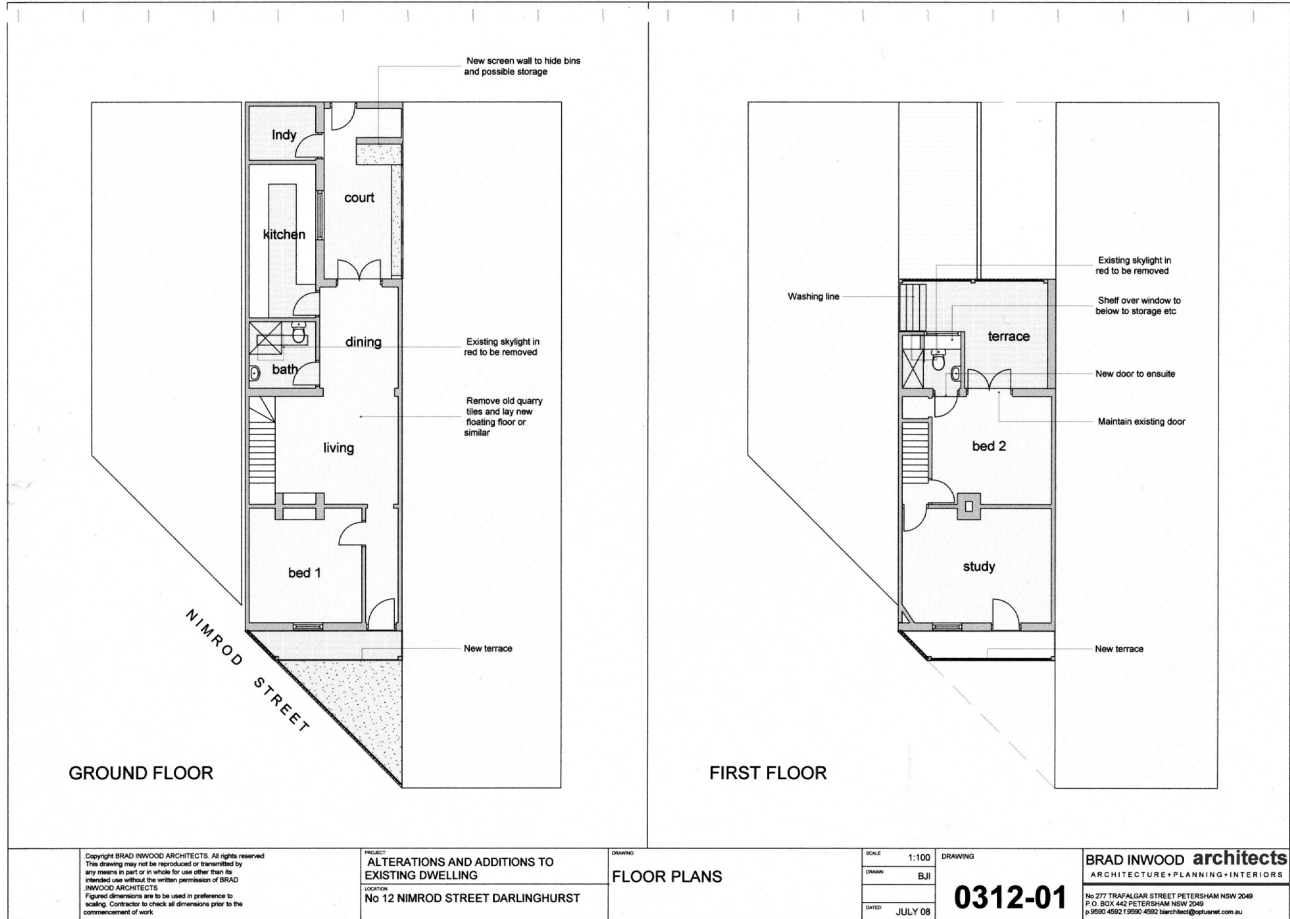 New screen wall to hide bins
and possible storage
lndy
court
kitchen
dining
Existing skylight in
red to be removed
bath
Remove old quarry
tiles and lay new
floating floor or
similar
living
bed 1
NIMROD STREET
New terrace
GROUND FLOOR
Existing skylight in
red to be removed
Washing line
Shelf over window to
below to storage etc
terrace
New door to ensuite
Maintain existing door
bed 2
study
New terrace
FIRST FLOOR
Copyright BRAD INWOOD ARCHITECTS. All rights reserved
This drawing may not be reproduced or transmitted by
any means in part or in whole for use other than its
intended use without the written permission of BRAD
INWOOD ARCHITECTS
Figured dimensions are to be used in preference to
scaling. Contractor to check all dimensions prior to the
commencement of work
PROJECT
ALTERATIONS AND ADDITIONS TO
EXISTING DWELLING
LOCATION
No 12 NIMROD STREET DARLINGHURST
DRAWING
FLOOR PLANS
SCALE 1:100
DRAWN BJI
DATED JULY 08
DRAWING
0312-01
BRAD INWOOD architects
ARCHITECTURE+PLANNING+INTERIORS
No 277 TRAFALGAR STREET PETERSHAM NSW 2049
P.O. BOX 442 PETERSHAM NSW 2049
p.9590 4592 f.9590 4592 biarchitect@optusnet.com.au